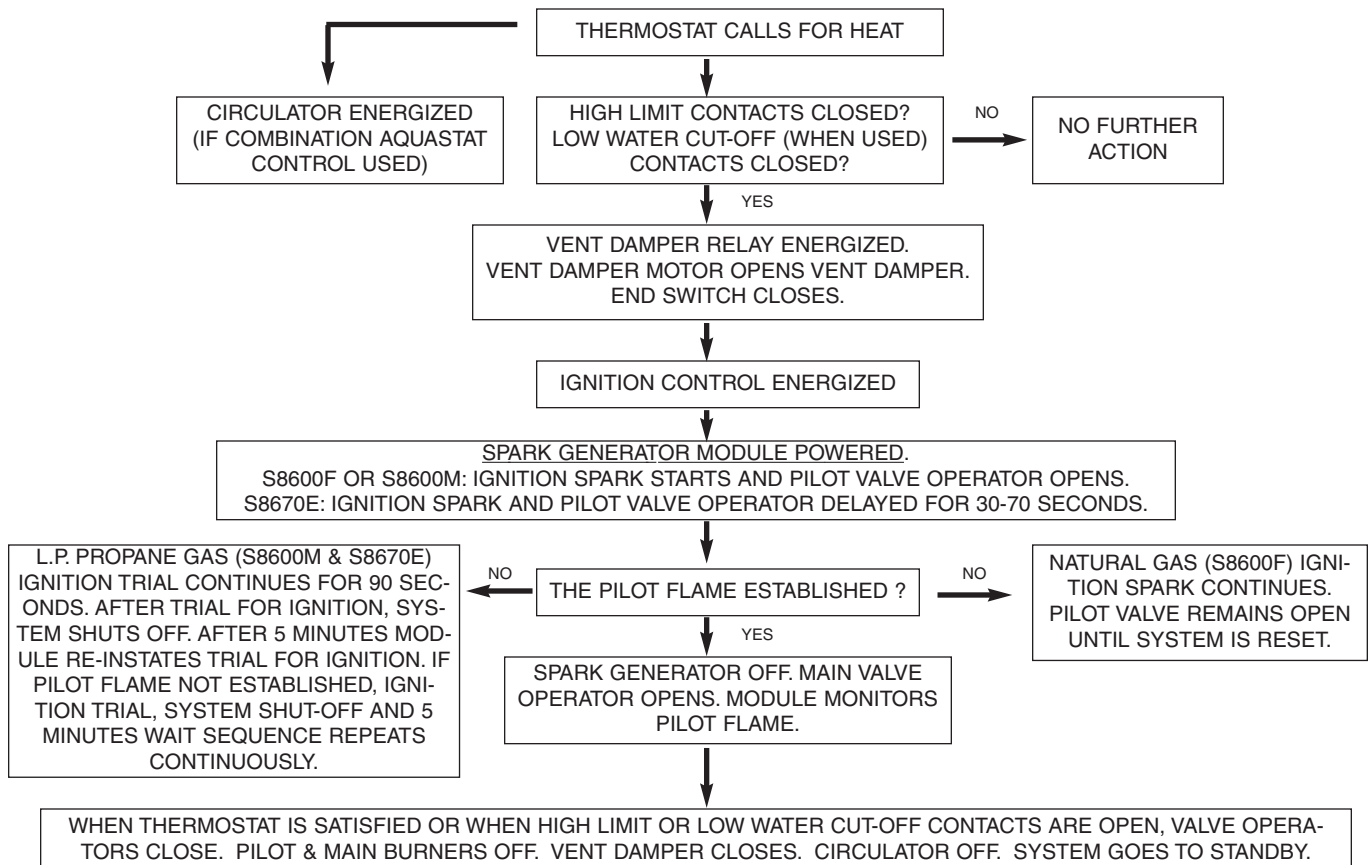 THERMOSTAT CALLS FOR HEAT
CIRCULATOR ENERGIZED
(IF COMBINATION AQUASTAT
CONTROL USED)
HIGH LIMIT CONTACTS CLOSED?
LOW WATER CUT-OFF (WHEN USED)
CONTACTS CLOSED?
NO
NO FURTHER
ACTION
YES
VENT DAMPER RELAY ENERGIZED.
VENT DAMPER MOTOR OPENS VENT DAMPER.
END SWITCH CLOSES.
IGNITION CONTROL ENERGIZED
SPARK GENERATOR MODULE POWERED.
S8600F OR S8600M: IGNITION SPARK STARTS AND PILOT VALVE OPERATOR OPENS.
S8670E: IGNITION SPARK AND PILOT VALVE OPERATOR DELAYED FOR 30-70 SECONDS.
L.P. PROPANE GAS (S8600M & S8670E)
IGNITION TRIAL CONTINUES FOR 90 SEC-
ONDS. AFTER TRIAL FOR IGNITION, SYS-
TEM SHUTS OFF. AFTER 5 MINUTES MOD-
ULE RE-INSTATES TRIAL FOR IGNITION. IF
PILOT FLAME NOT ESTABLISHED, IGNI-
TION TRIAL, SYSTEM SHUT-OFF AND 5
MINUTES WAIT SEQUENCE REPEATS
CONTINUOUSLY.
NO
THE PILOT FLAME ESTABLISHED ?
NO
NATURAL GAS (S8600F) IGNI-
TION SPARK CONTINUES.
PILOT VALVE REMAINS OPEN
UNTIL SYSTEM IS RESET.
YES
SPARK GENERATOR OFF. MAIN VALVE
OPERATOR OPENS. MODULE MONITORS
PILOT FLAME.
WHEN THERMOSTAT IS SATISFIED OR WHEN HIGH LIMIT OR LOW WATER CUT-OFF CONTACTS ARE OPEN, VALVE OPERA-
TORS CLOSE. PILOT & MAIN BURNERS OFF. VENT DAMPER CLOSES. CIRCULATOR OFF. SYSTEM GOES TO STANDBY.